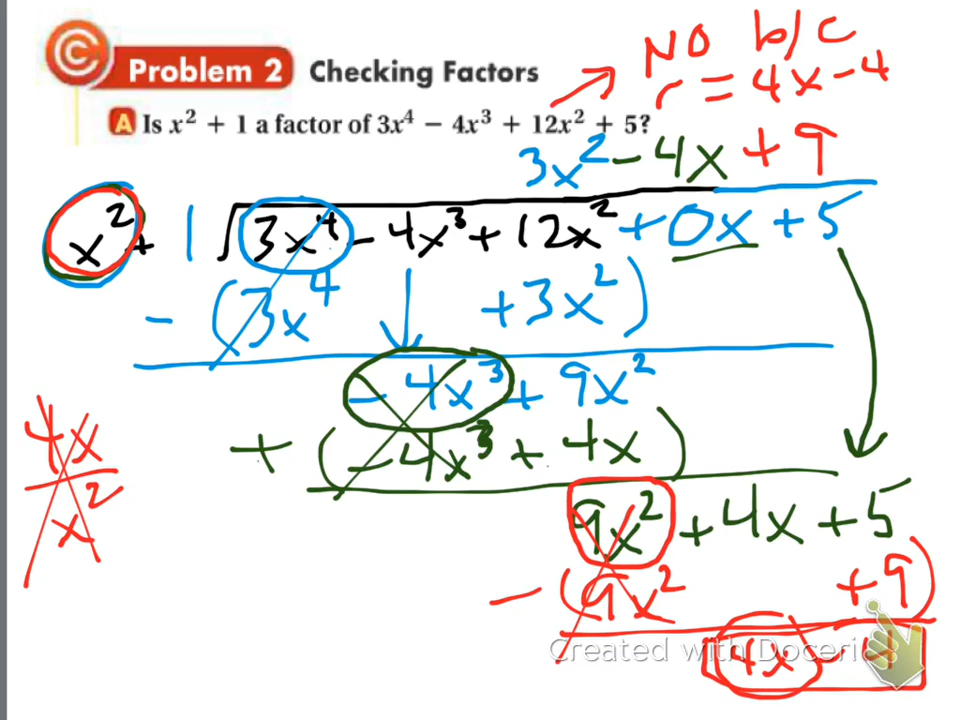 NO b/c
r = 4x - 4
C
Problem 2 Checking Factors
A Is x² + 1 a factor of 3x⁴ − 4x³ + 12x² + 5?
3x² - 4x + 9
x² + 1 √ 3x⁴ - 4x³ + 12x² + 0x + 5
- (3x⁴ + 3x²)
- 4x³ + 9x²
+ (-4x³ + 4x)
4x
x²
9x² + 4x + 5
- (9x² + 9)
Created with Doceri
4x - 4